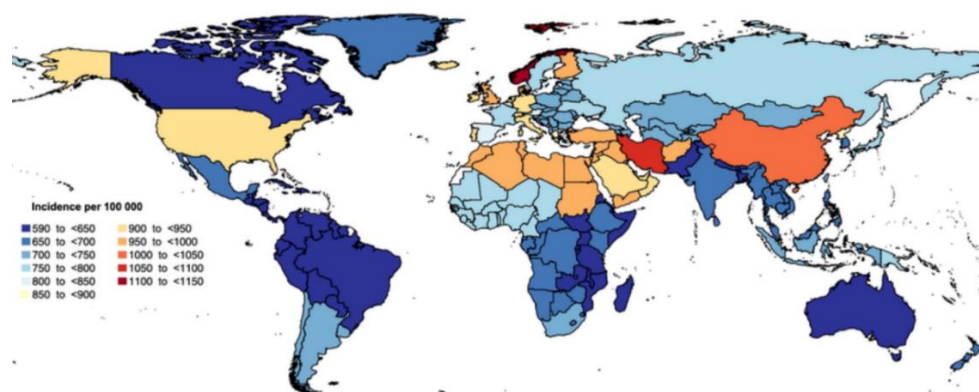 Incidence per 100 000
590 to <650
650 to <700
700 to <750
750 to <800
800 to <850
850 to <900
900 to <950
950 to <1000
1000 to <1050
1050 to <1100
1100 to <1150